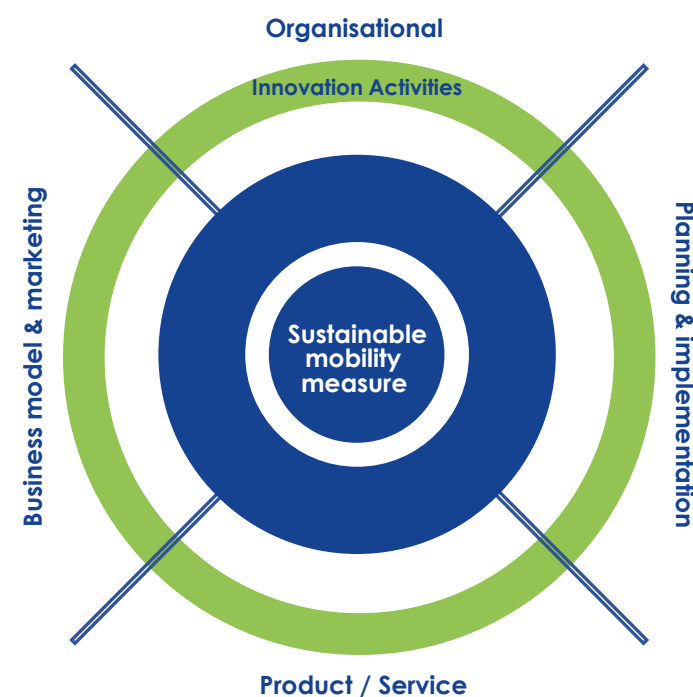 Organisational
Innovation Activities
Business model & marketing
Planning & implementation
Sustainable
mobility
measure
Product / Service